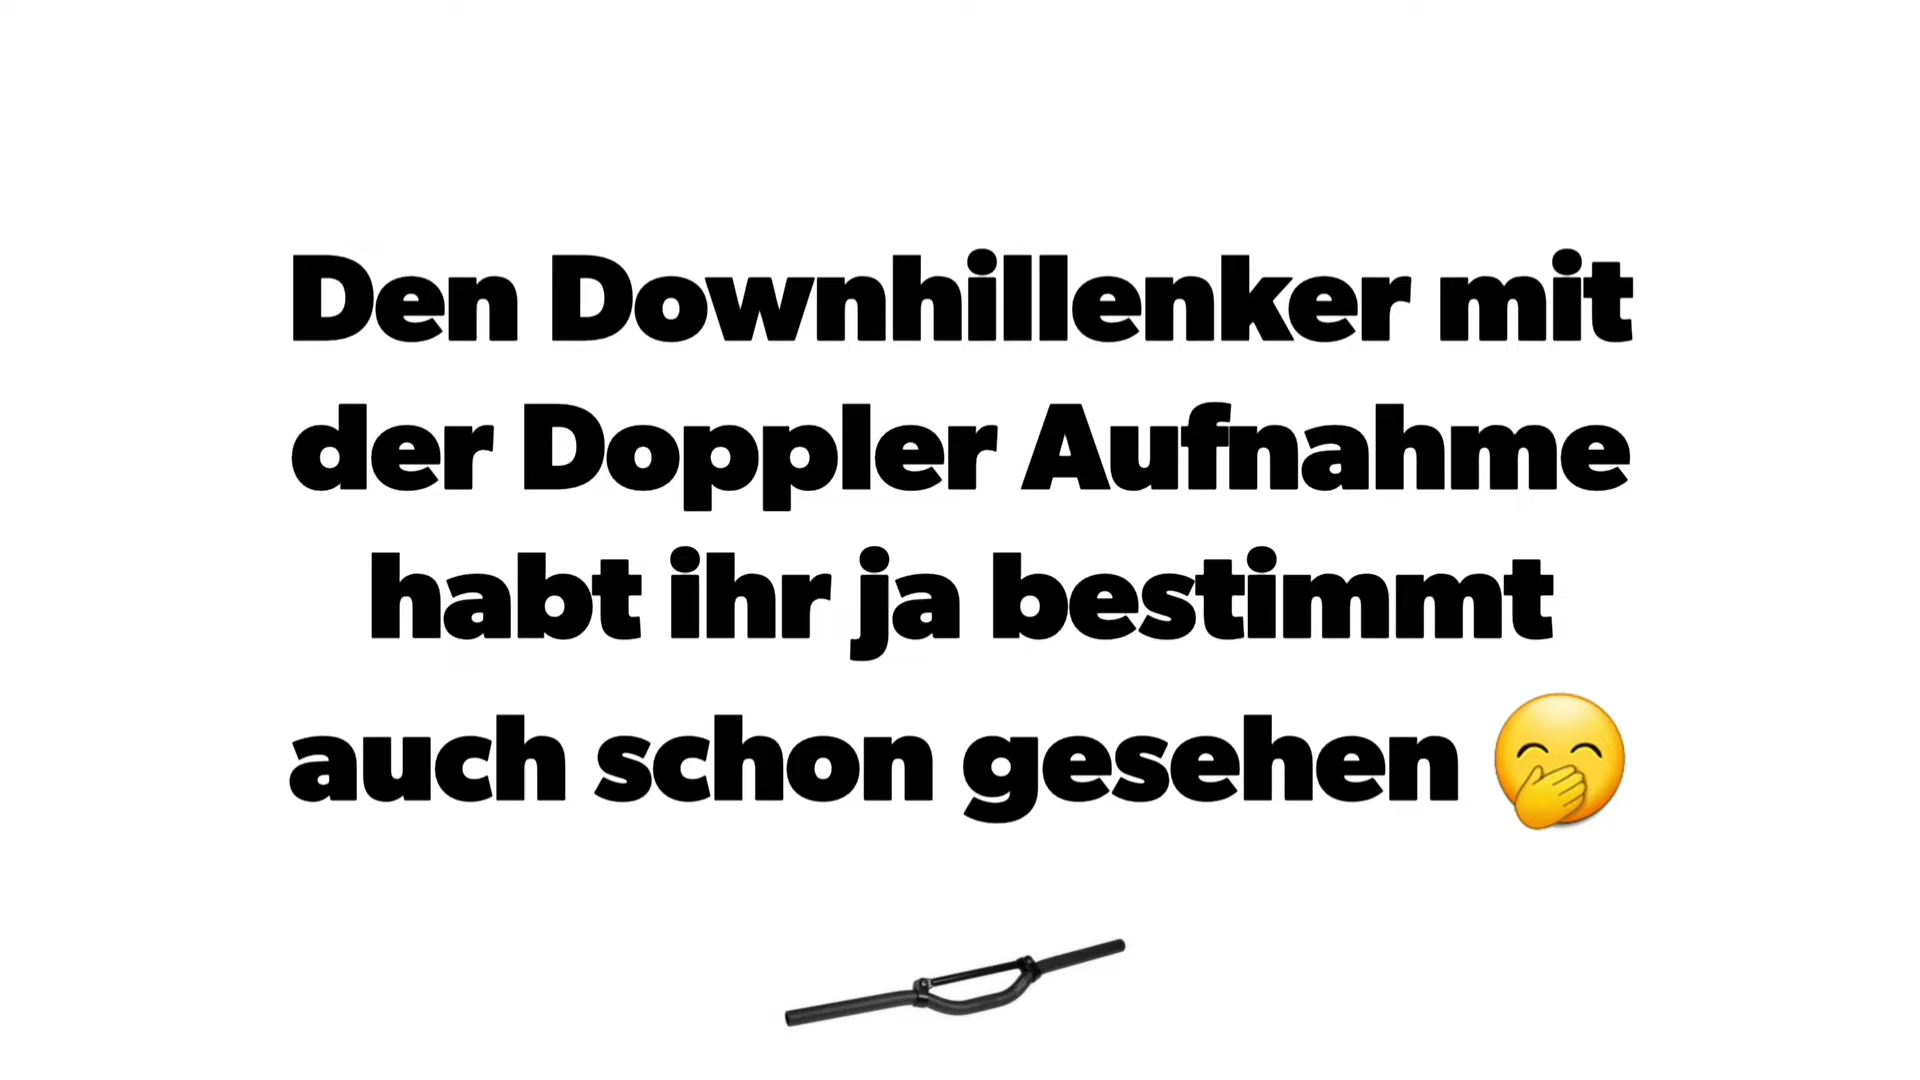 Den Downhillenker mit
der Doppler Aufnahme
habt ihr ja bestimmt
auch schon gesehen 🤭